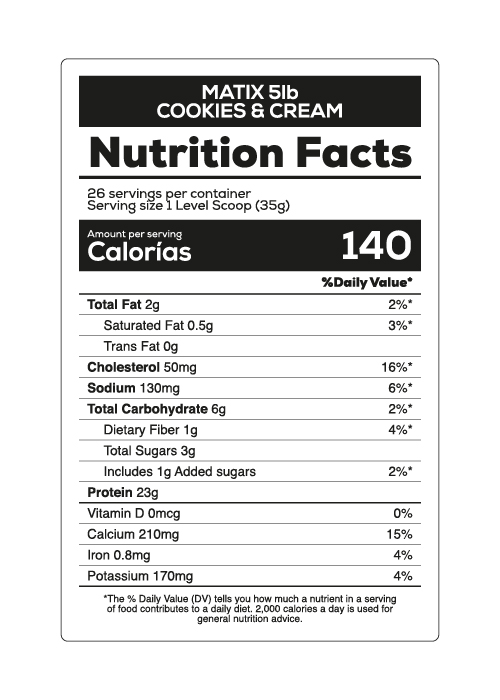 MATIX 5lb
COOKIES & CREAM
Nutrition Facts
26 servings per container
Serving size 1 Level Scoop (35g)
Amount per serving
Calorías 140
%Daily Value*
Total Fat 2g 2%*
Saturated Fat 0.5g 3%*
Trans Fat 0g
Cholesterol 50mg 16%*
Sodium 130mg 6%*
Total Carbohydrate 6g 2%*
Dietary Fiber 1g 4%*
Total Sugars 3g
Includes 1g Added sugars 2%*
Protein 23g
Vitamin D 0mcg 0%
Calcium 210mg 15%
Iron 0.8mg 4%
Potassium 170mg 4%
*The % Daily Value (DV) tells you how much a nutrient in a serving
of food contributes to a daily diet. 2,000 calories a day is used for
general nutrition advice.